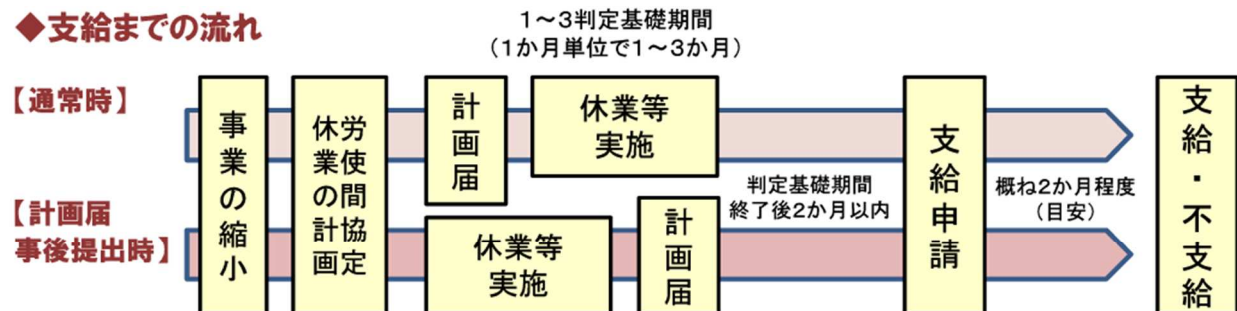 ◆支給までの流れ
1～3判定基礎期間
（1か月単位で1～3か月）
【通常時】
事業の縮小
労使間協定
休業の計画
計画届
休業等
実施
支給申請
支給・不支給
【計画届
事後提出時】
休業等
実施
計画届
判定基礎期間
終了後2か月以内
概ね2か月程度
（目安）